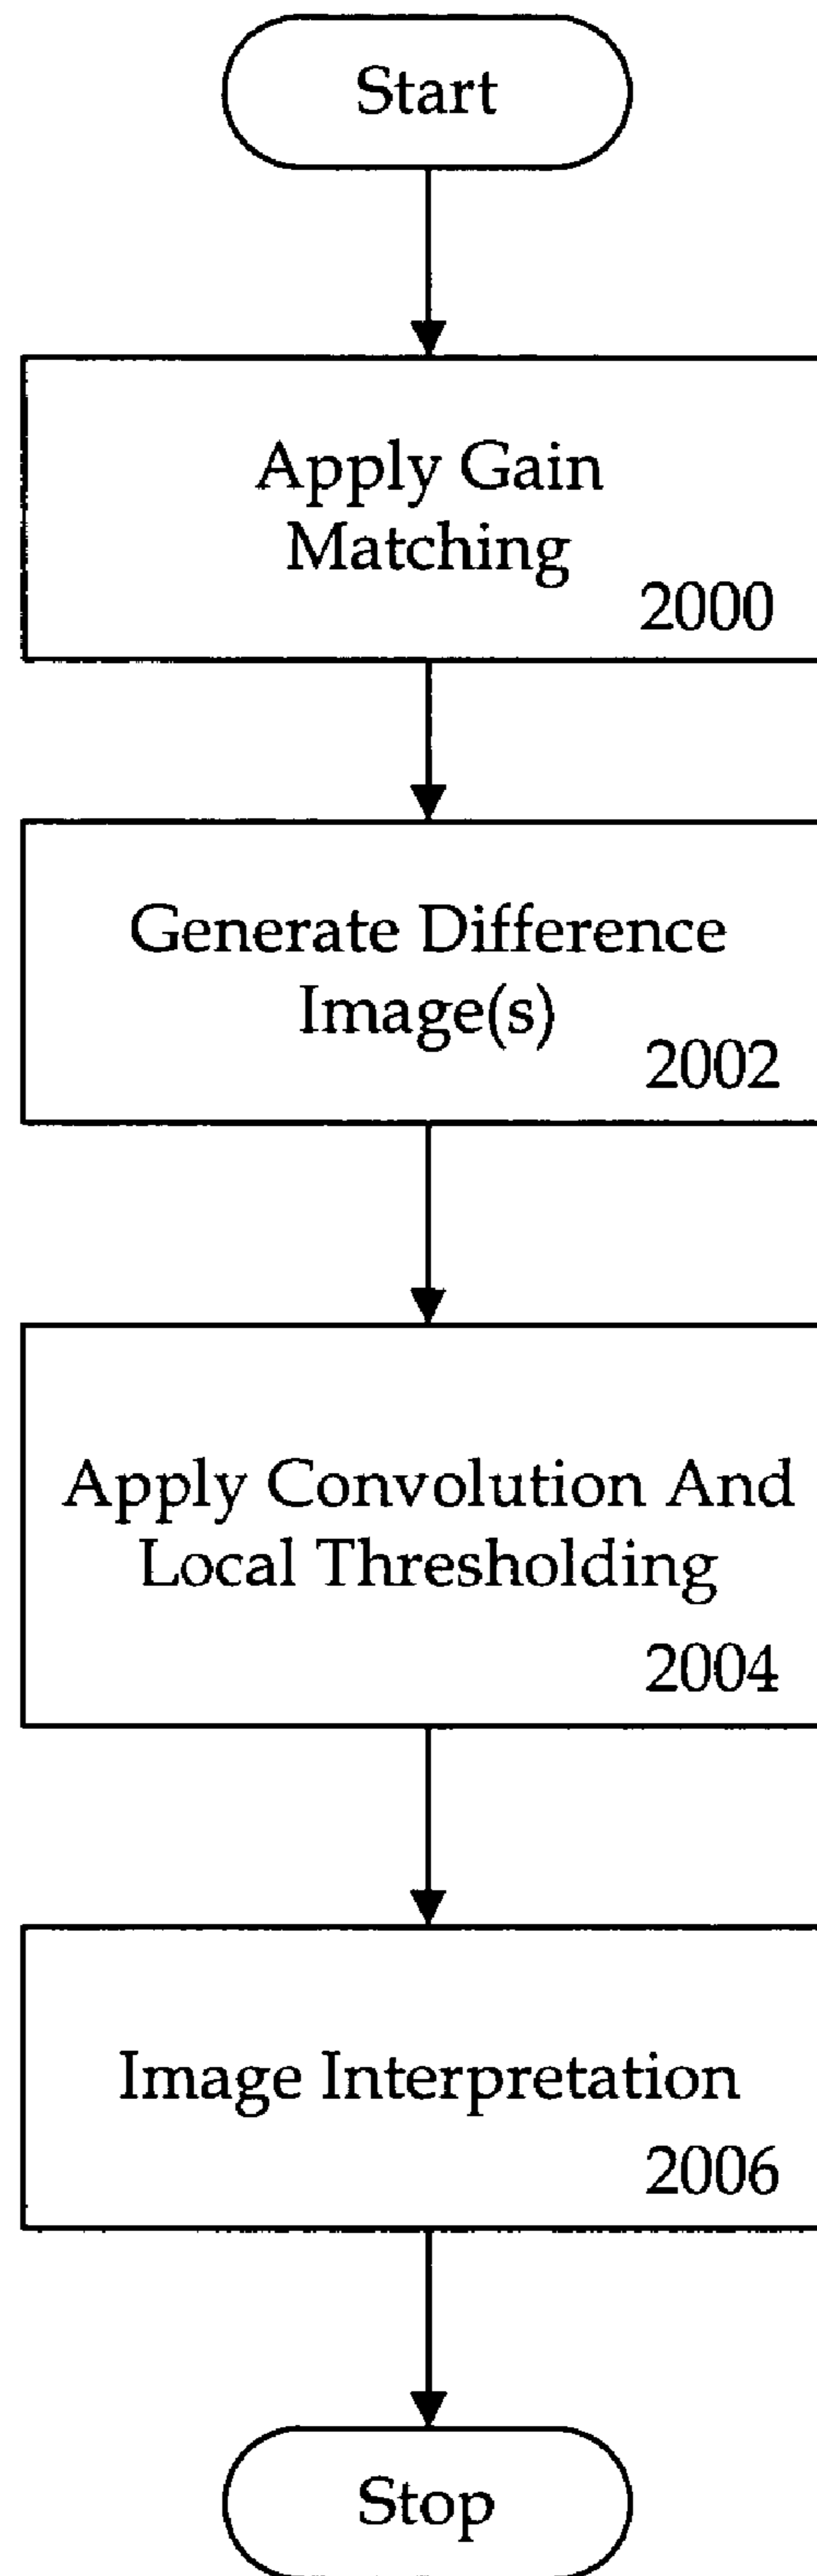 Start
Apply Gain
Matching
2000
Generate Difference
Image(s)
2002
Apply Convolution And
Local Thresholding
2004
Image Interpretation
2006
Stop